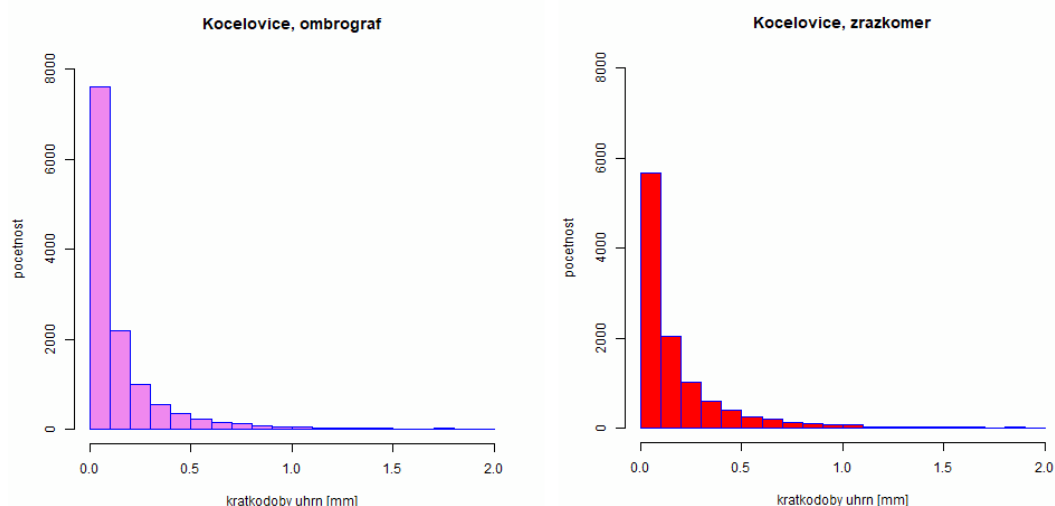 Kocelovice, ombrograf
pocetnost
8000
6000
4000
2000
0
0.0 0.5 1.0 1.5 2.0
kratkodoby uhrn [mm]
Kocelovice, zrazkomer
pocetnost
8000
6000
4000
2000
0
0.0 0.5 1.0 1.5 2.0
kratkodoby uhrn [mm]